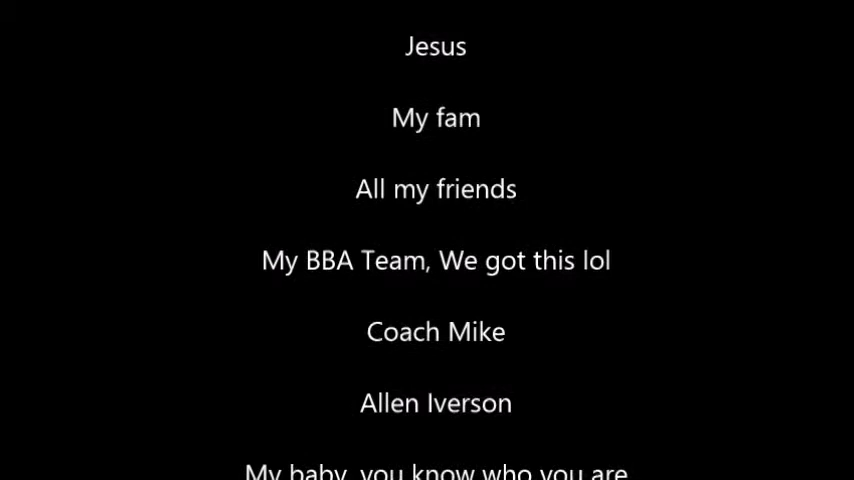 Jesus
My fam
All my friends
My BBA Team, We got this lol
Coach Mike
Allen Iverson
My baby, you know who you are